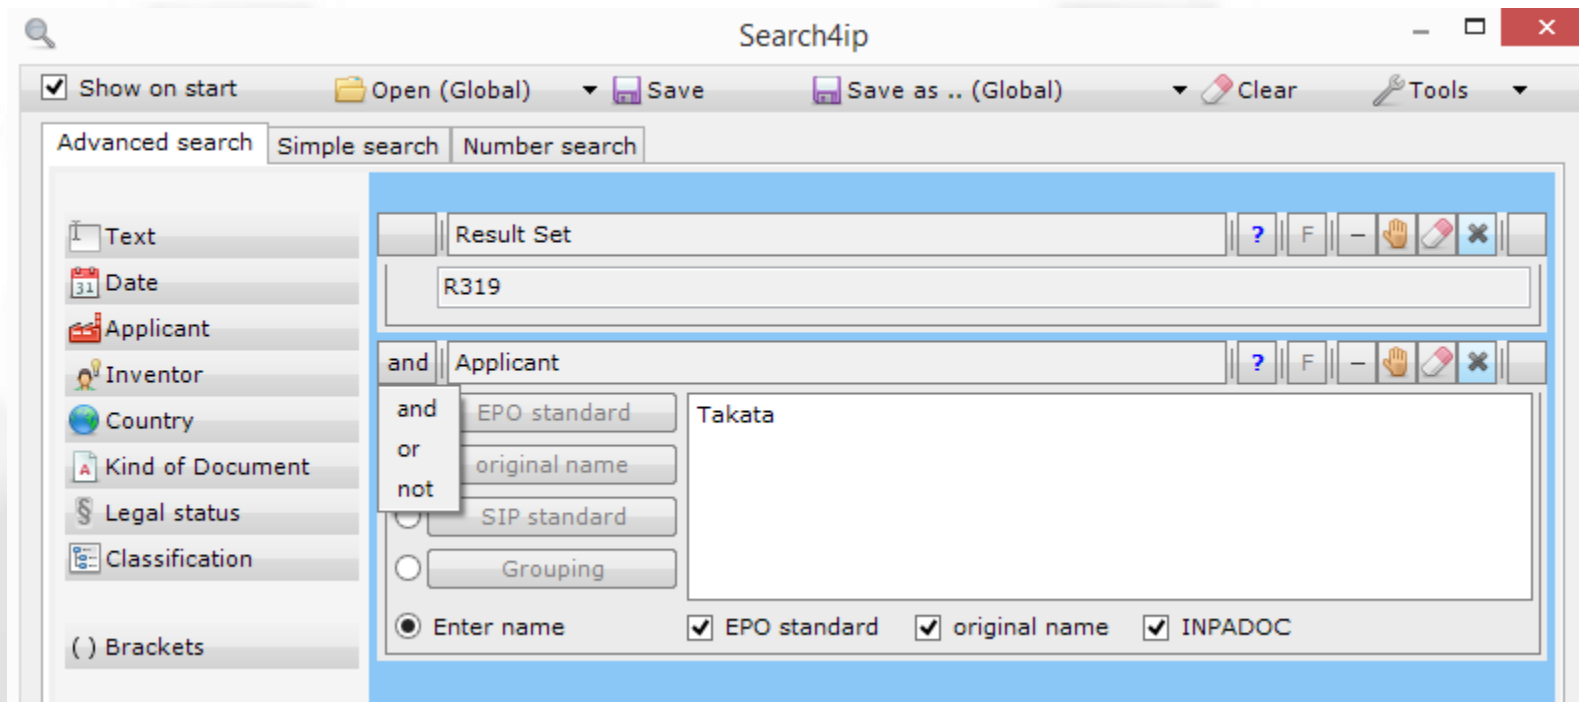 Search4ip
Show on start Open (Global) Save Save as .. (Global) Clear Tools
Advanced search Simple search Number search
Text
Date
Applicant
Inventor
Country
Kind of Document
Legal status
Classification
( ) Brackets
Result Set ? F
R319
and Applicant ? F
and
or
not
EPO standard
original name
SIP standard
Grouping
Takata
Enter name EPO standard original name INPADOC